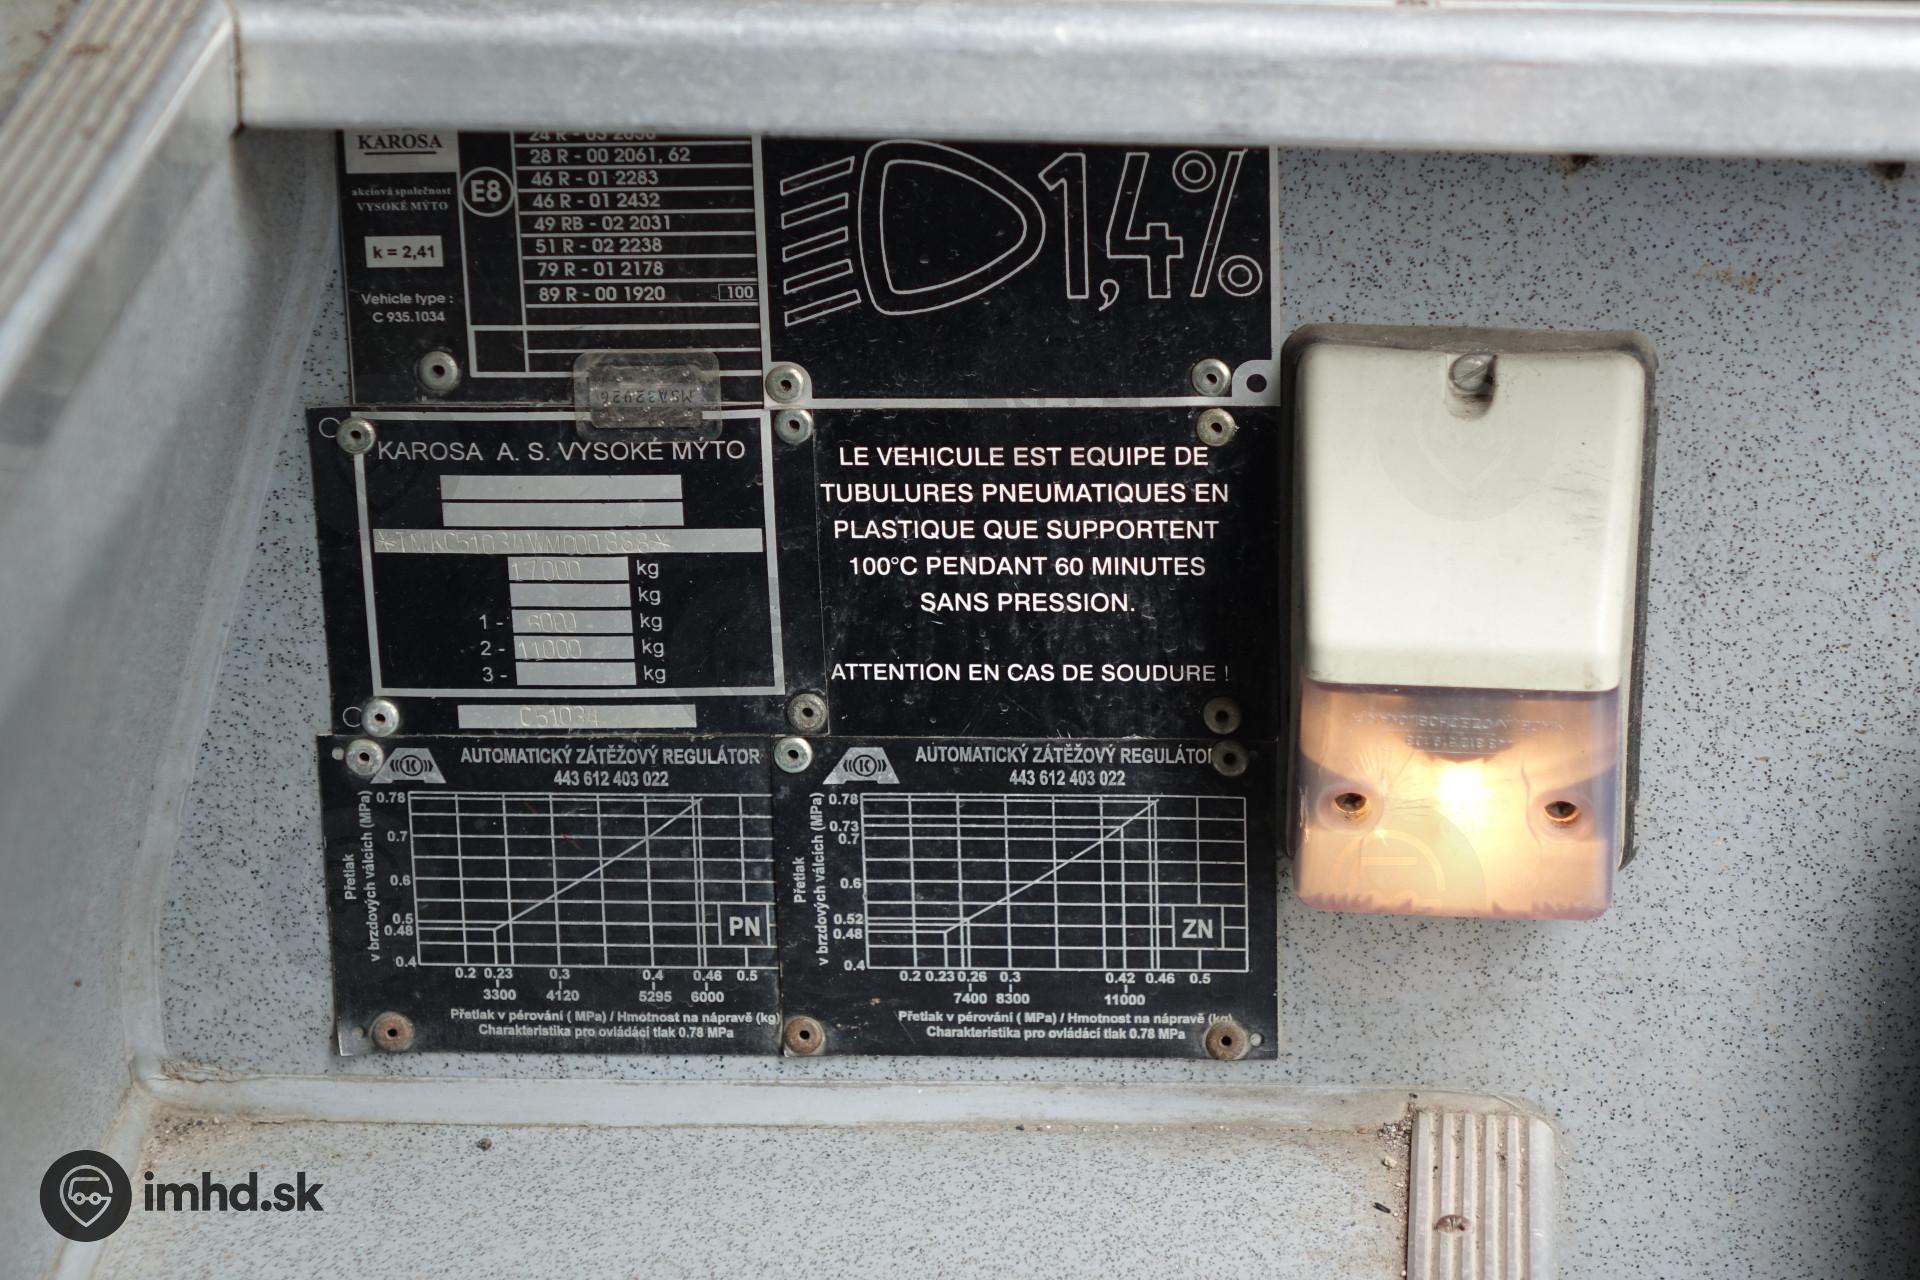 KAROSA
akciová společnost
VYSOKÉ MÝTO
k = 2,41
Vehicle type :
C 935.1034
E8
28 R - 00 2061, 62
46 R - 01 2283
46 R - 01 2432
49 RB - 02 2031
51 R - 02 2238
79 R - 01 2178
89 R - 00 1920 100
1,4%
KAROSA A. S. VYSOKÉ MÝTO
17000 kg
kg
1 - 6000 kg
2 - 11000 kg
3 - kg
C51034
LE VEHICULE EST EQUIPE DE
TUBULURES PNEUMATIQUES EN
PLASTIQUE QUE SUPPORTENT
100°C PENDANT 60 MINUTES
SANS PRESSION.
ATTENTION EN CAS DE SOUDURE !
K
AUTOMATICKÝ ZÁTĚŽOVÝ REGULÁTOR
443 612 403 022
Přetlak
v brzdových válcích (MPa)
0.78
0.7
0.6
0.5
0.48
0.4
PN
0.2 0.23 0.3 0.4 0.46 0.5
3300 4120 5295 6000
Přetlak v pérování ( MPa) / Hmotnost na nápravě (kg)
Charakteristika pro ovládácí tlak 0.78 MPa
K
AUTOMATICKÝ ZÁTĚŽOVÝ REGULÁTOR
443 612 403 022
Přetlak
v brzdových válcích (MPa)
0.78
0.73
0.7
0.6
0.52
0.48
0.4
ZN
0.2 0.23 0.26 0.3 0.42 0.46 0.5
7400 8300 11000
Přetlak v pérování ( MPa) / Hmotnost na nápravě (kg)
Charakteristika pro ovládácí tlak 0.78 MPa
imhd.sk